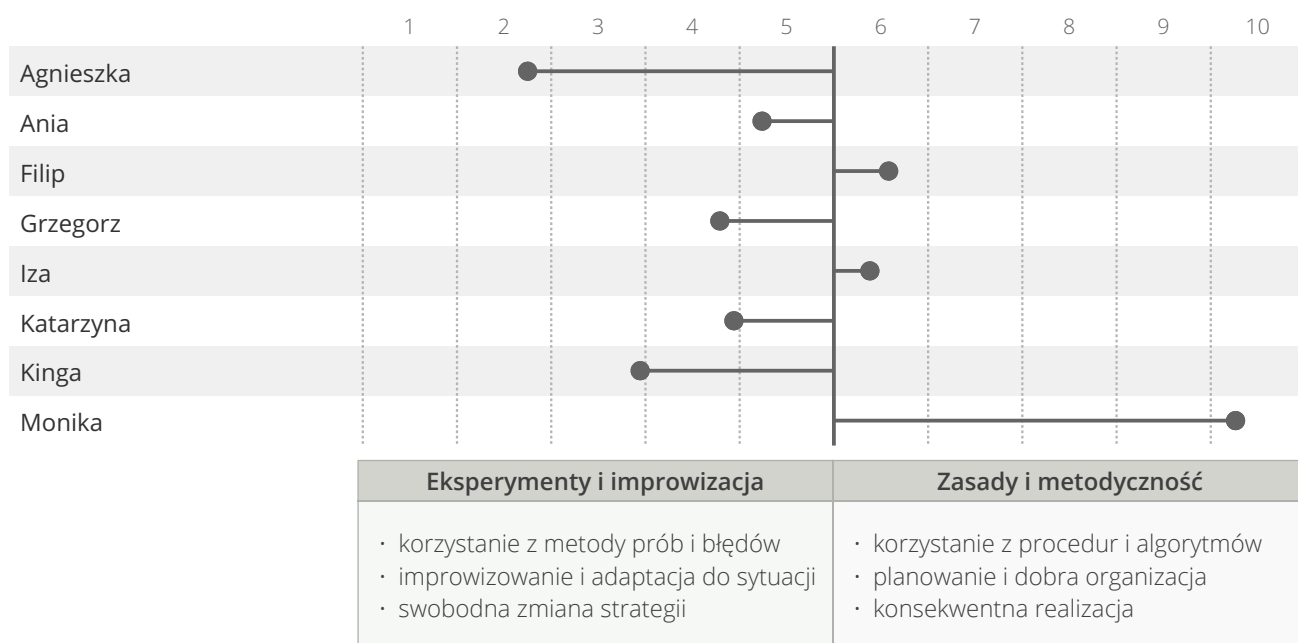 1 2 3 4 5 6 7 8 9 10
Agnieszka
Ania
Filip
Grzegorz
Iza
Katarzyna
Kinga
Monika
Eksperymenty i improwizacja
· korzystanie z metody prób i błędów
· improwizowanie i adaptacja do sytuacji
· swobodna zmiana strategii
Zasady i metodyczność
· korzystanie z procedur i algorytmów
· planowanie i dobra organizacja
· konsekwentna realizacja